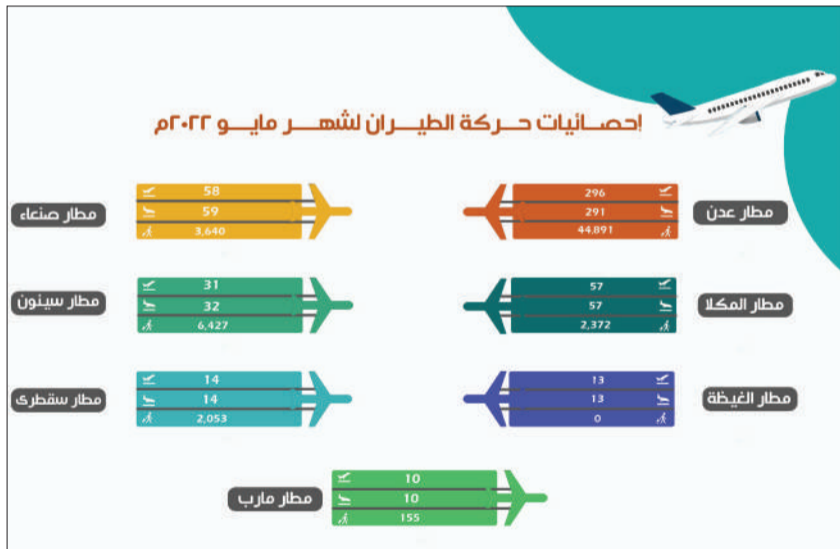 إحصائيات حركة الطيران لشهر مايو ٢٠٢٢م
مطار عدن
296
291
44,891
مطار صنعاء
58
59
3,640
مطار المكلا
57
57
2,372
مطار سيئون
31
32
6,427
مطار الغيظة
13
13
0
مطار سقطرى
14
14
2,053
مطار مارب
10
10
155